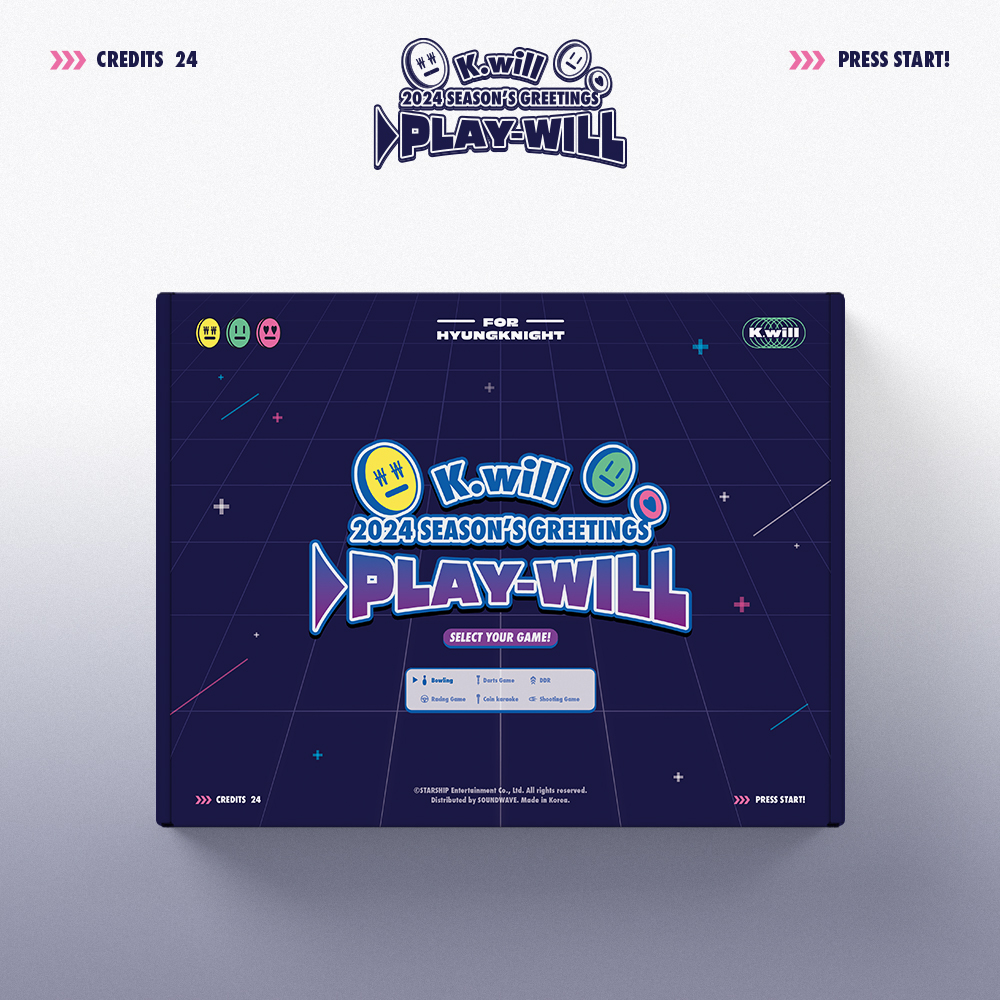 CREDITS 24
K.will
2024 SEASON'S GREETINGS
PLAY-WILL
PRESS START!
FOR
HYUNGKNIGHT
K.will
K.will
2024 SEASON'S GREETINGS
PLAY-WILL
SELECT YOUR GAME!
Bowling Darts Game DDR
Racing Game Coin karaoke Shooting Game
©STARSHIP Entertainment Co., Ltd. All rights reserved.
Distributed by SOUNDWAVE. Made in Korea.
CREDITS 24
PRESS START!